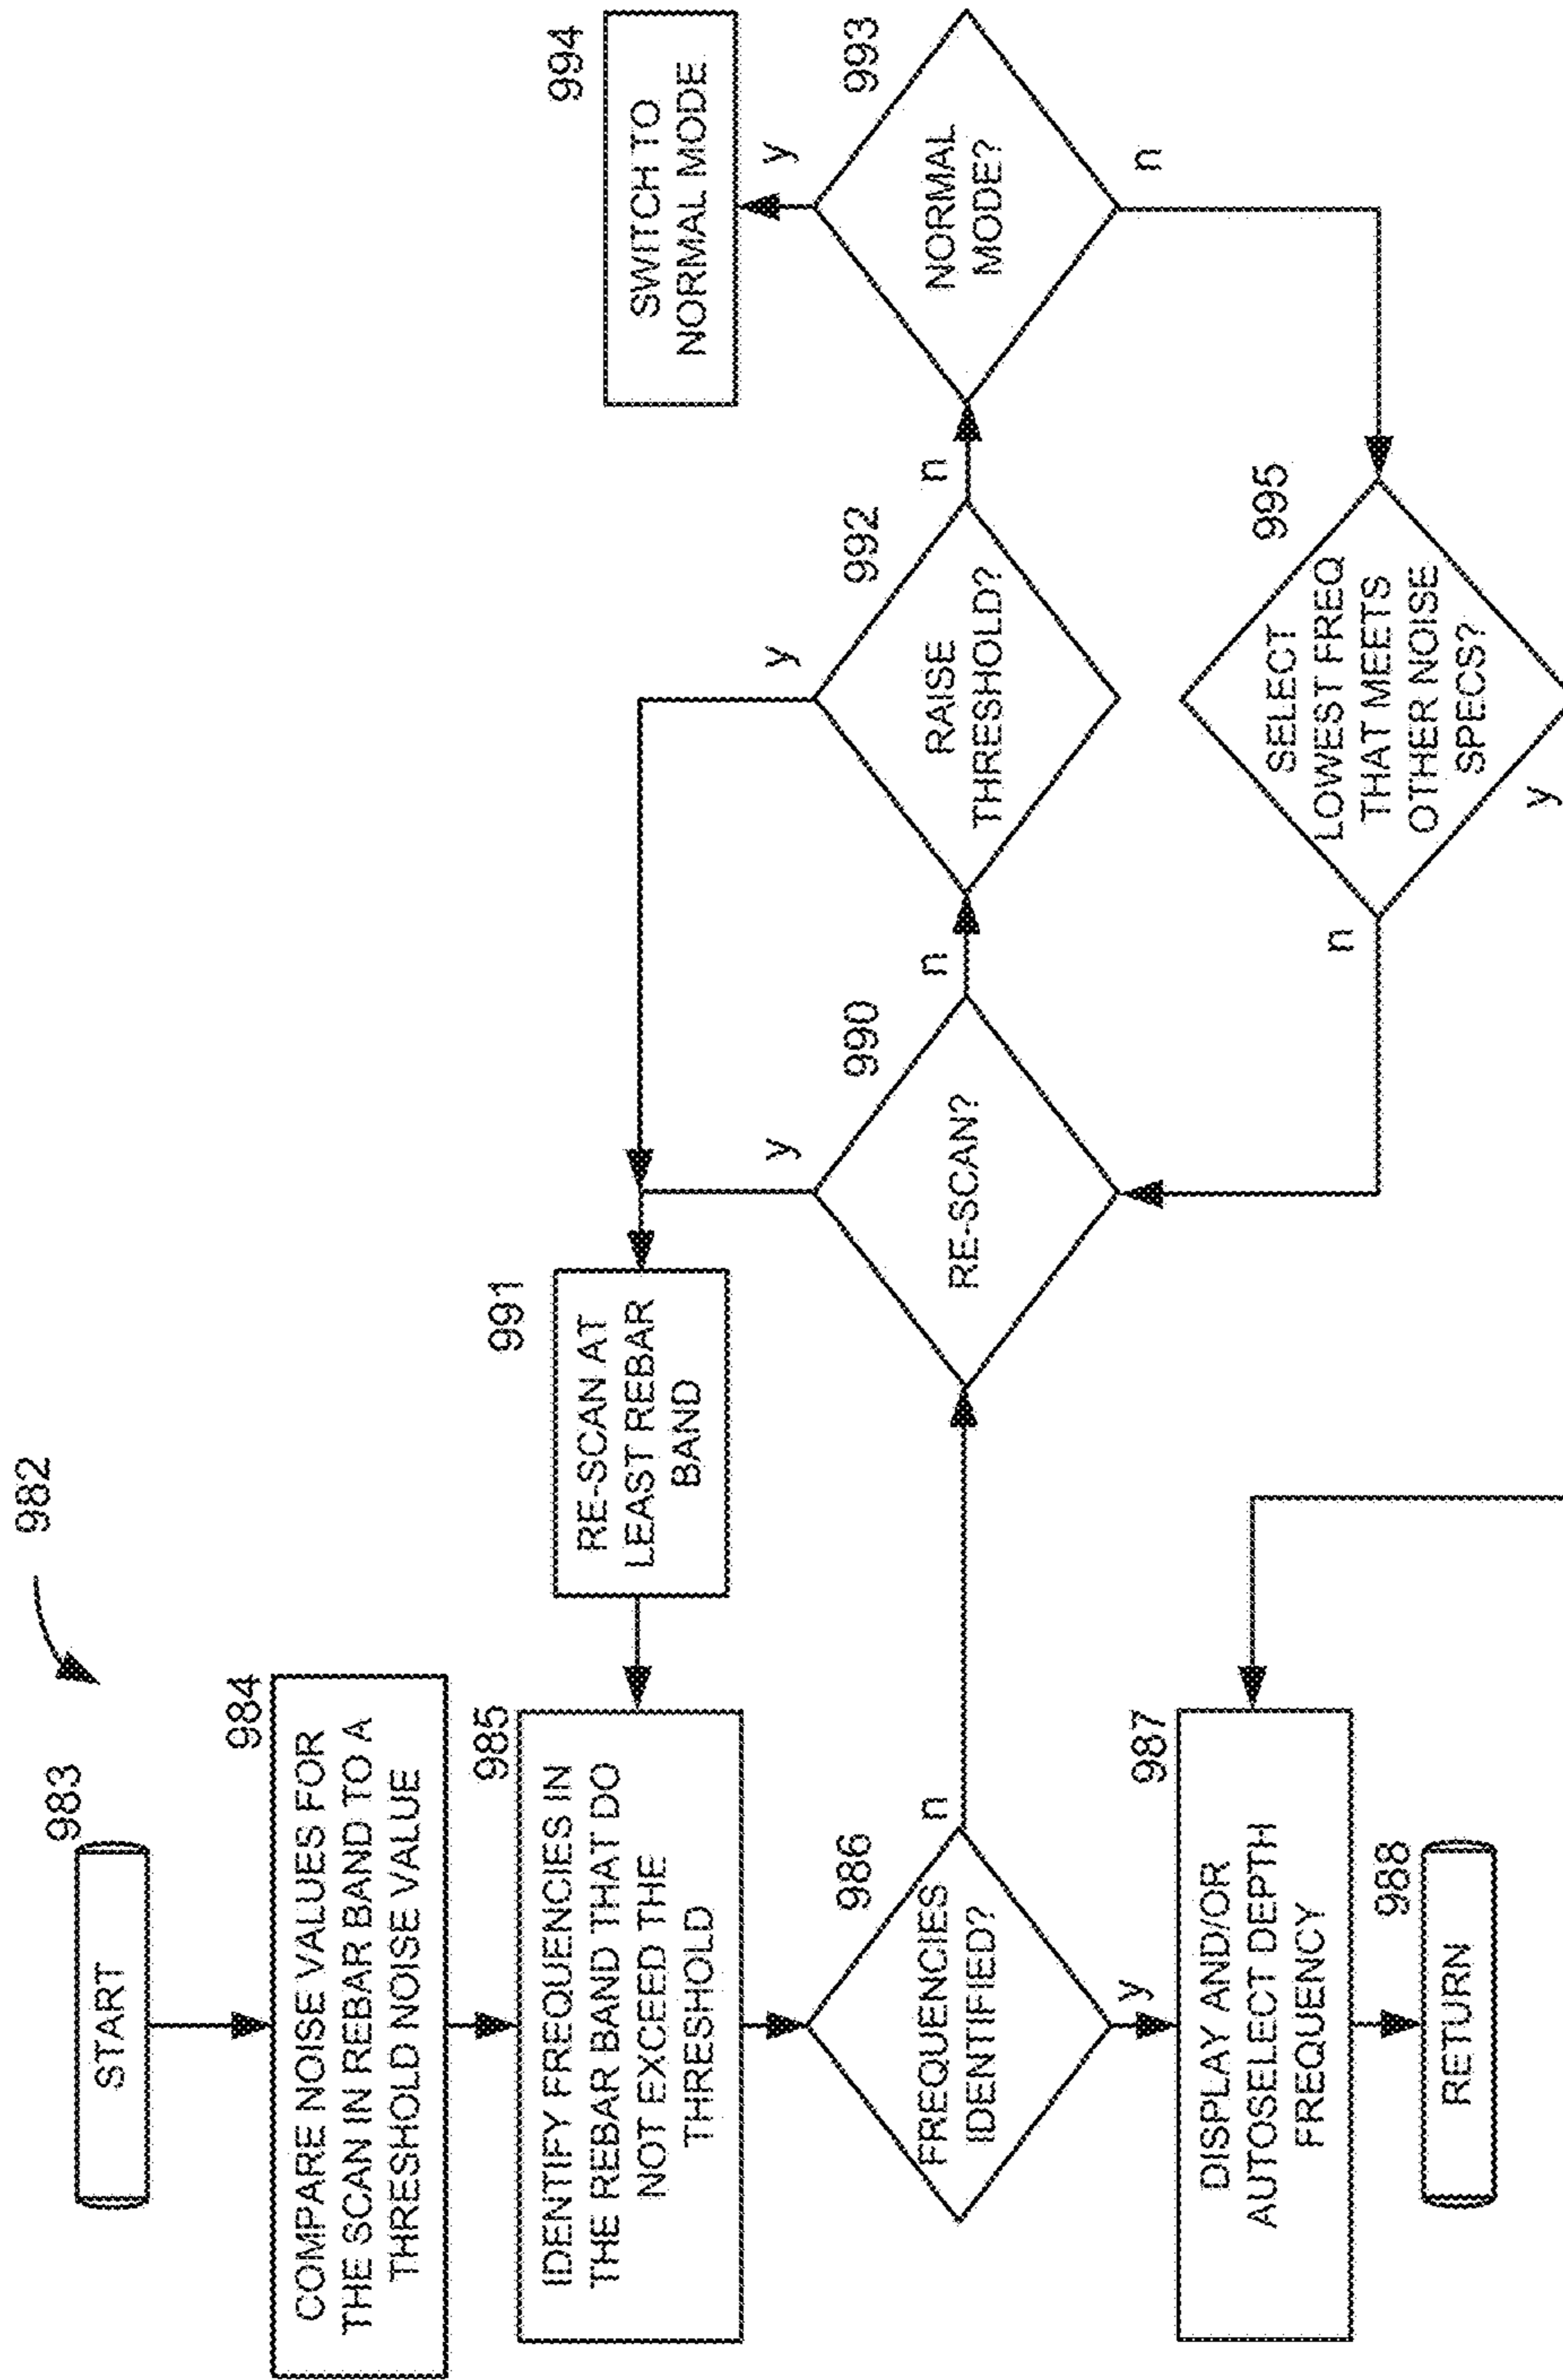 982
983
START
984
COMPARE NOISE VALUES FOR
THE SCAN IN REBAR BAND TO A
THRESHOLD NOISE VALUE
985
IDENTIFY FREQUENCIES IN
THE REBAR BAND THAT DO
NOT EXCEED THE
THRESHOLD
986
FREQUENCIES
IDENTIFIED?
n
y
987
DISPLAY AND/OR
AUTOSELECT DEPTH
FREQUENCY
988
RETURN
991
RE-SCAN AT
LEAST REBAR
BAND
990
RE-SCAN?
y
n
992
RAISE
THRESHOLD?
y
n
993
NORMAL
MODE?
y
n
994
SWITCH TO
NORMAL MODE
995
SELECT
LOWEST FREQ
THAT MEETS
OTHER NOISE
SPECS?
n
y